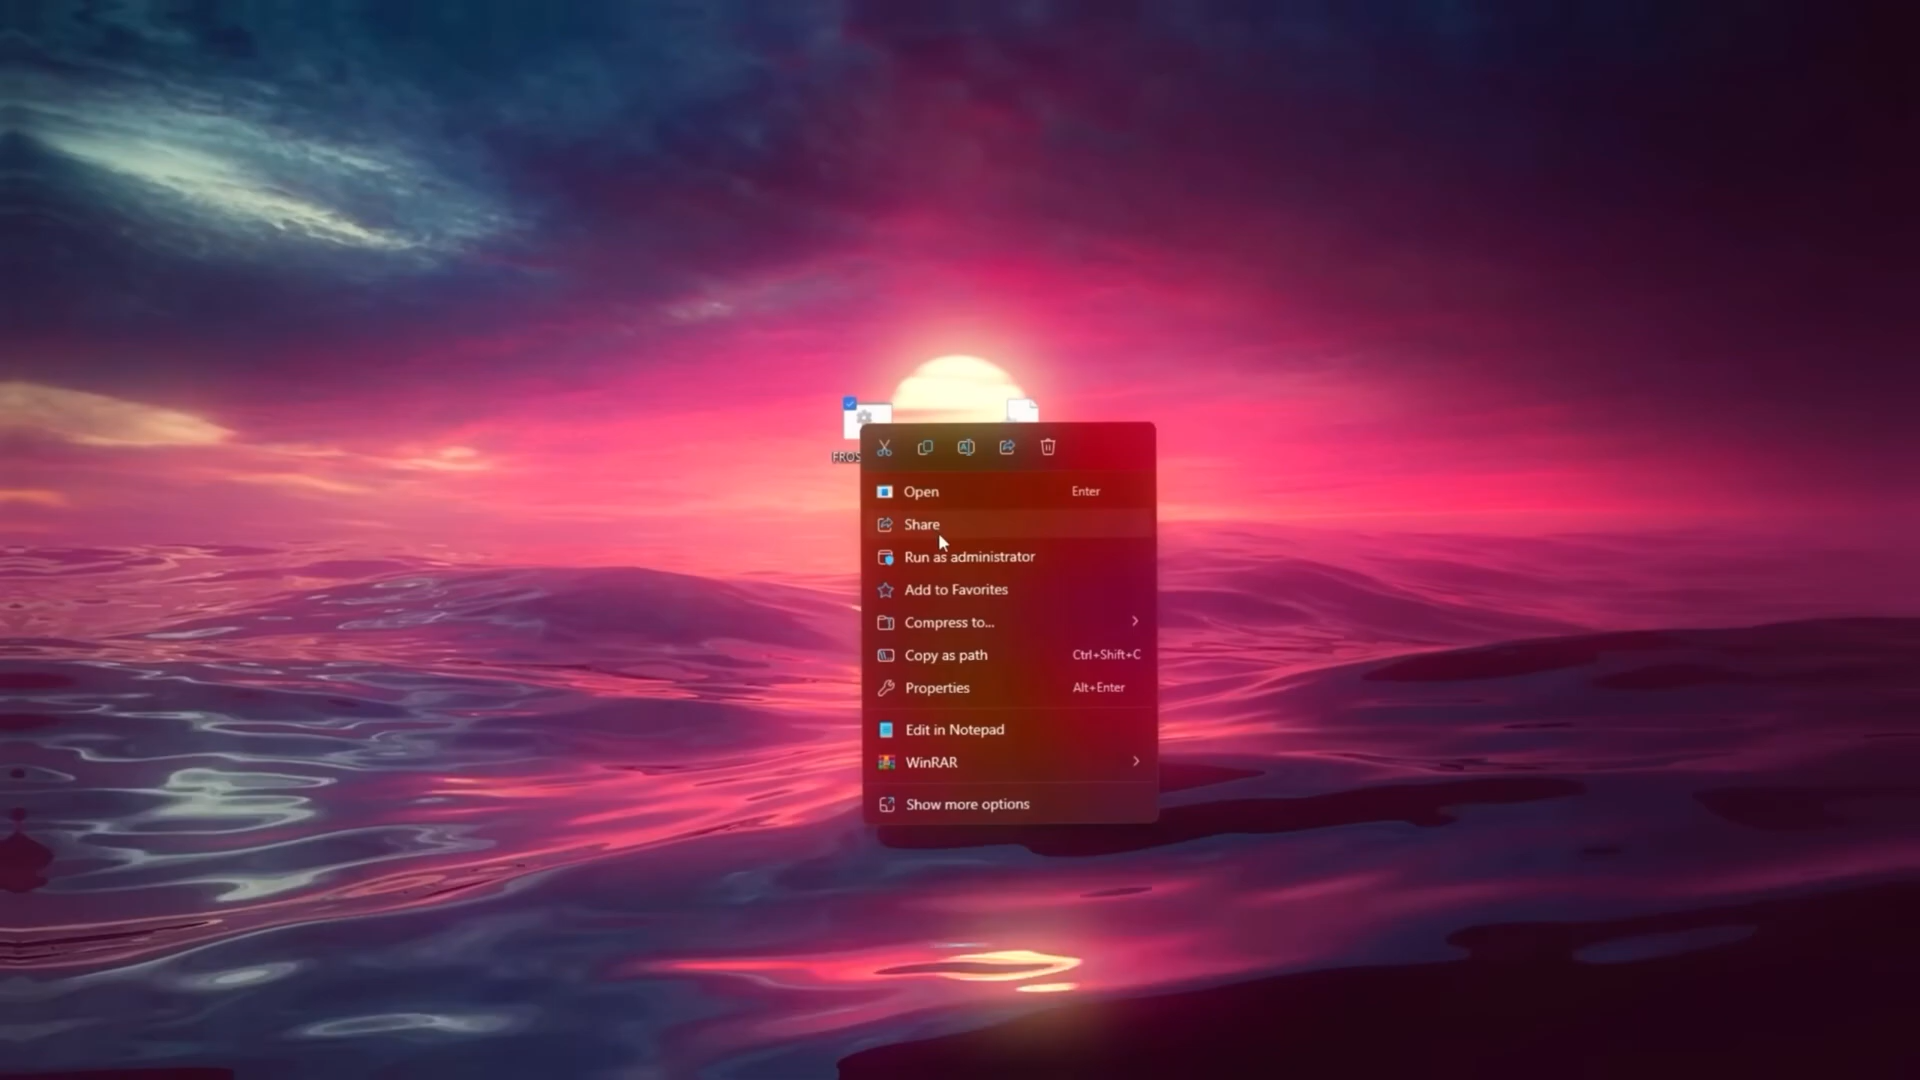 FROS
Open Enter
Share
Run as administrator
Add to Favorites
Compress to...
Copy as path Ctrl+Shift+C
Properties Alt+Enter
Edit in Notepad
WinRAR
Show more options